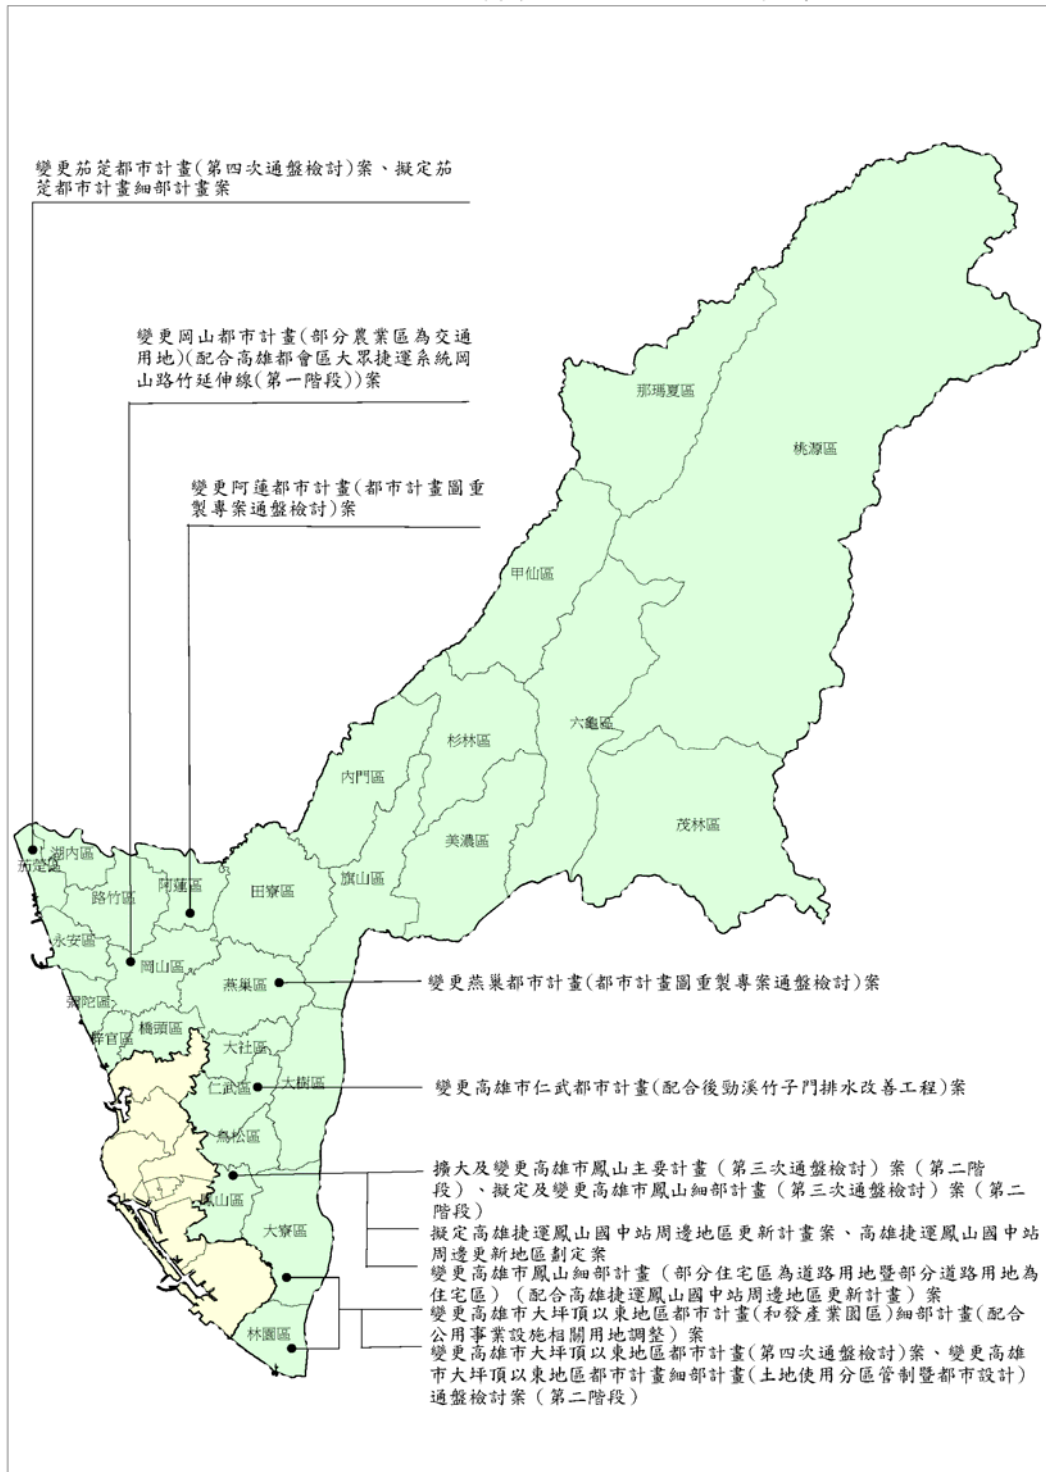 變更茄萣都市計畫(第四次通盤檢討)案、擬定茄
萣都市計畫細部計畫案
變更岡山都市計畫(部分農業區為交通
用地)(配合高雄都會區大眾捷運系統岡
山路竹延伸線(第一階段))案
變更阿蓮都市計畫(都市計畫圖重
製專案通盤檢討)案
那瑪夏區
桃源區
甲仙區
六龜區
杉林區
內門區
茂林區
美濃區
旗山區
湖內區
茄萣區
阿蓮區
路竹區
田寮區
永安區
岡山區
燕巢區
彌陀區
橋頭區
梓官區
大社區
仁武區
大樹區
鳥松區
鳳山區
大寮區
林園區
變更燕巢都市計畫(都市計畫圖重製專案通盤檢討)案
變更高雄市仁武都市計畫(配合後勁溪竹子門排水改善工程)案
擴大及變更高雄市鳳山主要計畫（第三次通盤檢討）案（第二階
段）、擬定及變更高雄市鳳山細部計畫（第三次通盤檢討）案（第二
階段）
擬定高雄捷運鳳山國中站周邊地區更新計畫案、高雄捷運鳳山國中站
周邊更新地區劃定案
變更高雄市鳳山細部計畫（部分住宅區為道路用地暨部分道路用地為
住宅區）（配合高雄捷運鳳山國中站周邊地區更新計畫）案
變更高雄市大坪頂以東地區都市計畫(和發產業園區)細部計畫(配合
公用事業設施相關用地調整）案
變更高雄市大坪頂以東地區都市計畫(第四次通盤檢討)案、變更高雄
市大坪頂以東地區都市計畫細部計畫(土地使用分區管制暨都市設計)
通盤檢討案（第二階段）